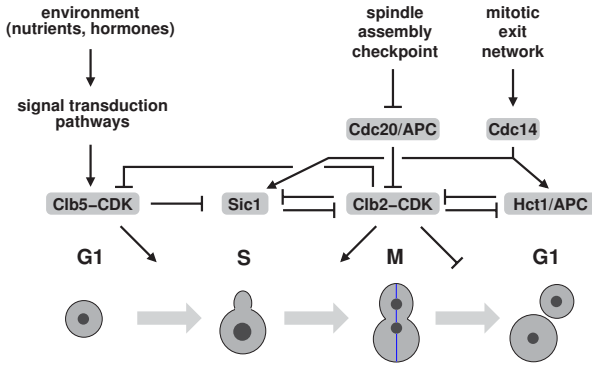 environment
(nutrients, hormones)
spindle
assembly
checkpoint
mitotic
exit
network
signal transduction
pathways
Cdc20/APC
Cdc14
Clb5−CDK
Sic1
Clb2−CDK
Hct1/APC
G1
S
M
G1